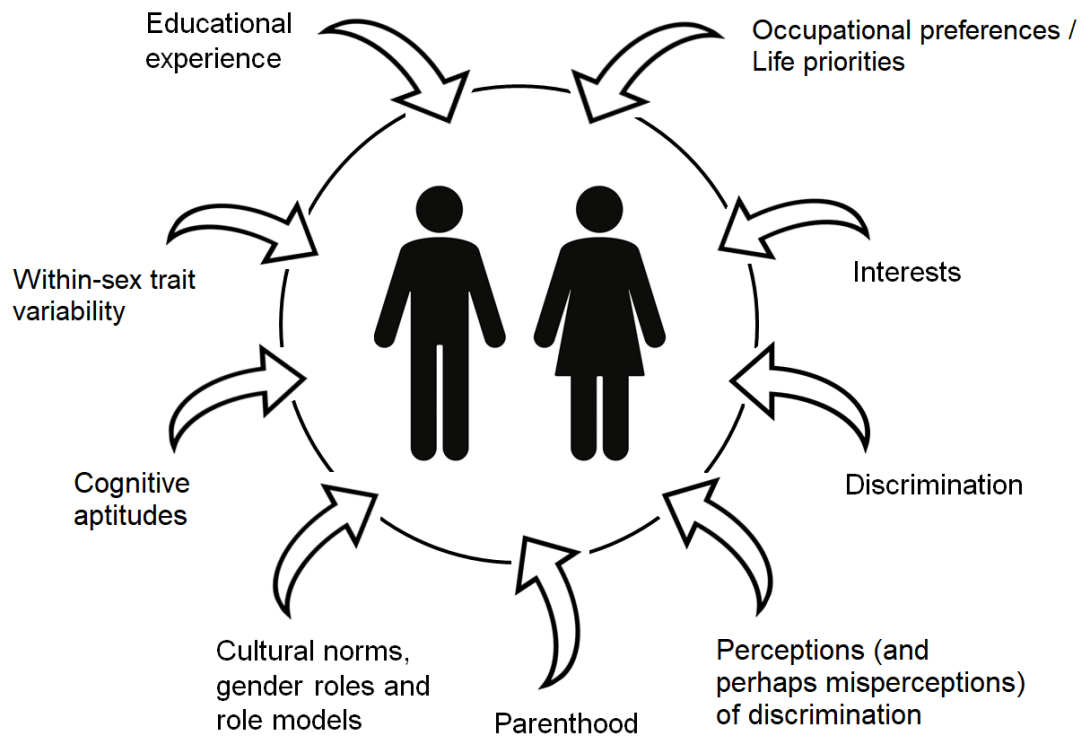 Educational
experience
Occupational preferences /
Life priorities
Within-sex trait
variability
Interests
Cognitive
aptitudes
Discrimination
Cultural norms,
gender roles and
role models
Parenthood
Perceptions (and
perhaps misperceptions)
of discrimination